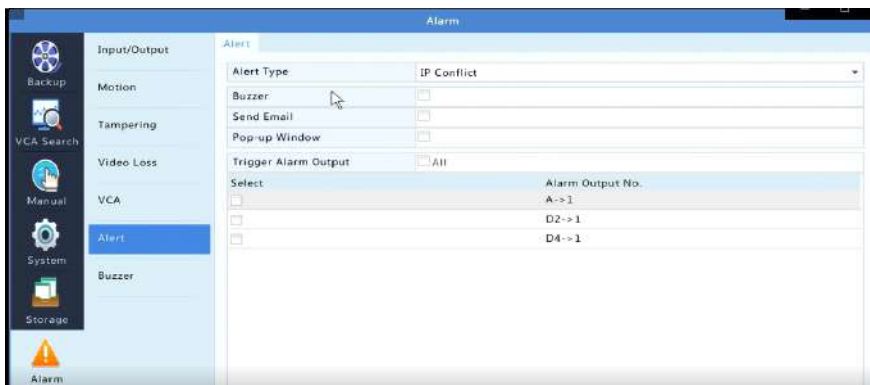 Alarm
Backup
VCA Search
Manual
System
Storage
Alarm
Input/Output
Motion
Tampering
Video Loss
VCA
Alert
Buzzer
Alert
Alert Type IP Conflict
Buzzer
Send Email
Pop-up Window
Trigger Alarm Output All
Select Alarm Output No.
A->1
D2->1
D4->1